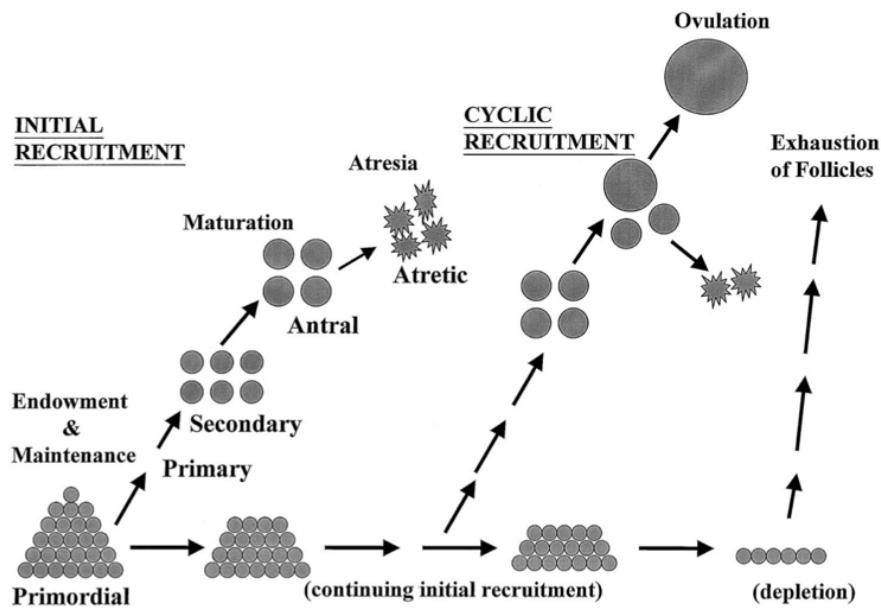 Ovulation
INITIAL
RECRUITMENT
CYCLIC
RECRUITMENT
Exhaustion
of Follicles
Atresia
Maturation
Atretic
Antral
Endowment
&
Maintenance
Secondary
Primary
Primordial
(continuing initial recruitment)
(depletion)